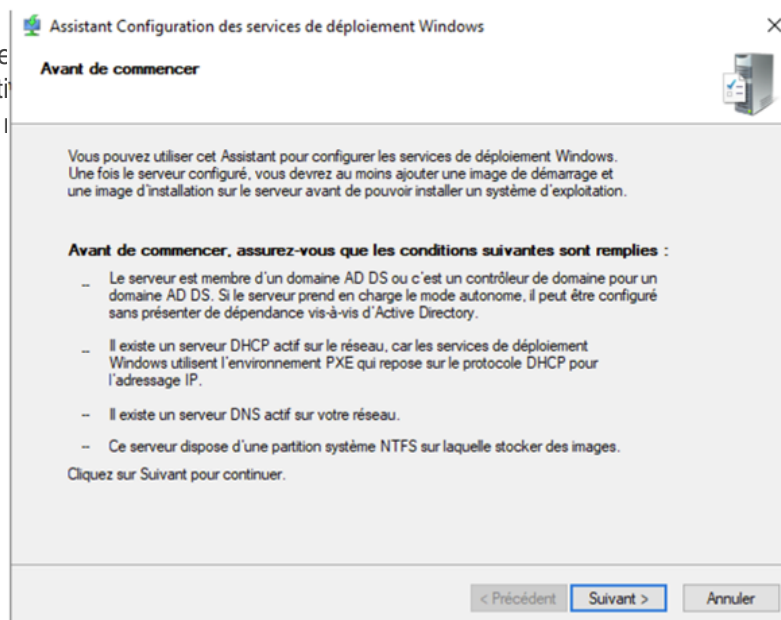 Assistant Configuration des services de déploiement Windows
Avant de commencer
Vous pouvez utiliser cet Assistant pour configurer les services de déploiement Windows.
Une fois le serveur configuré, vous devrez au moins ajouter une image de démarrage et
une image d'installation sur le serveur avant de pouvoir installer un système d'exploitation.
Avant de commencer, assurez-vous que les conditions suivantes sont remplies :
-- Le serveur est membre d'un domaine AD DS ou c'est un contrôleur de domaine pour un
domaine AD DS. Si le serveur prend en charge le mode autonome, il peut être configuré
sans présenter de dépendance vis-à-vis d'Active Directory.
-- Il existe un serveur DHCP actif sur le réseau, car les services de déploiement
Windows utilisent l'environnement PXE qui repose sur le protocole DHCP pour
l'adressage IP.
-- Il existe un serveur DNS actif sur votre réseau.
-- Ce serveur dispose d'une partition système NTFS sur laquelle stocker des images.
Cliquez sur Suivant pour continuer.
< Précédent Suivant > Annuler